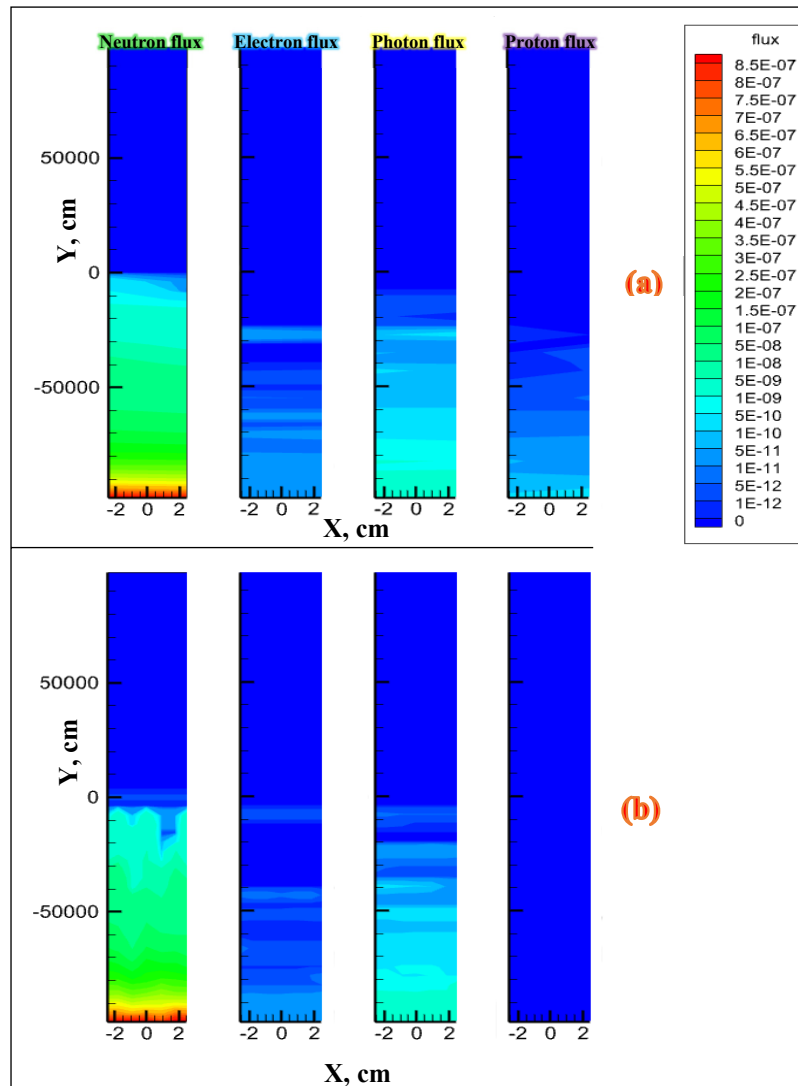 Neutron flux Electron flux Photon flux Proton flux
50000
0
-50000
Y, cm
-2 0 2 -2 0 2 -2 0 2 -2 0 2
X, cm
(a)
flux
8.5E-07
8E-07
7.5E-07
7E-07
6.5E-07
6E-07
5.5E-07
5E-07
4.5E-07
4E-07
3.5E-07
3E-07
2.5E-07
2E-07
1.5E-07
1E-07
5E-08
1E-08
5E-09
1E-09
5E-10
1E-10
5E-11
1E-11
5E-12
1E-12
0
50000
0
-50000
Y, cm
-2 0 2 -2 0 2 -2 0 2 -2 0 2
X, cm
(b)